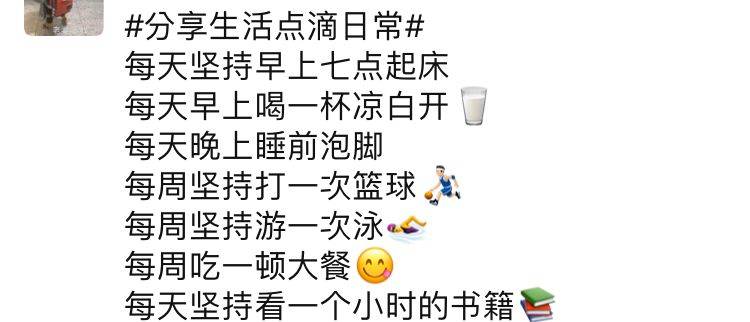 #分享生活点滴日常#
每天坚持早上七点起床
每天早上喝一杯凉白开🥛
每天晚上睡前泡脚
每周坚持打一次篮球⛹🏻‍♂️
每周坚持游一次泳🏊
每周吃一顿大餐😋
每天坚持看一个小时的书籍📚